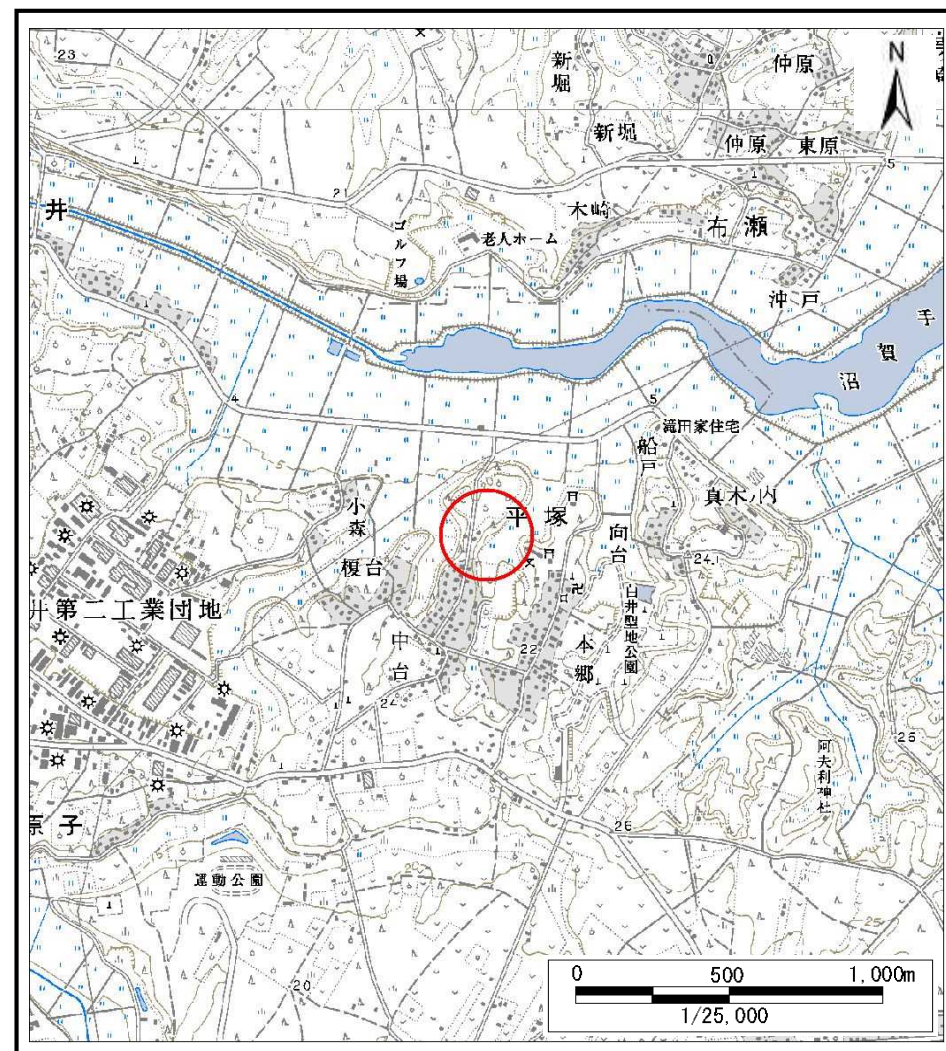 23
新堀
仲原
N
新堀
仲原
東原
5
21
井
木崎
布瀬
ゴルフ場
老人ホーム
沖戸
手賀沼
4
5
滝田家住宅
船戸
真木ノ内
小森
平塚
向台
榎台
24
井第二工業団地
白井聖地公園
中台
22
本郷
24
26
阿夫利神社
原子
26
運動公園
25
20
0 500 1,000m
1/25,000